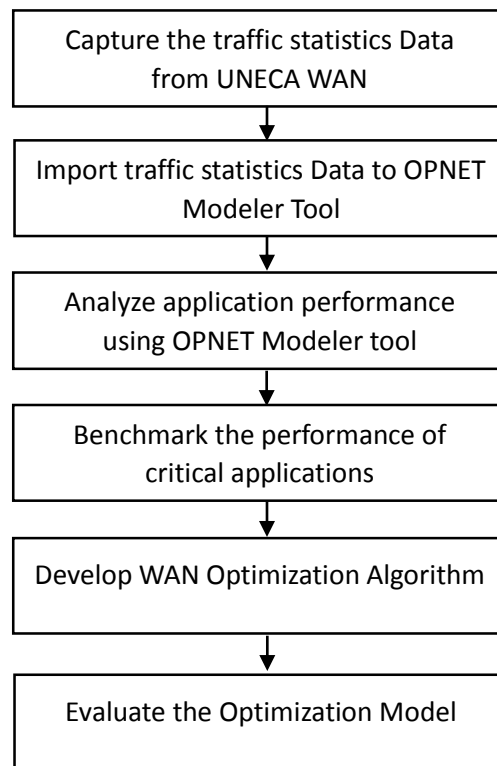 Capture the traffic statistics Data
from UNECA WAN
Import traffic statistics Data to OPNET
Modeler Tool
Analyze application performance
using OPNET Modeler tool
Benchmark the performance of
critical applications
Develop WAN Optimization Algorithm
Evaluate the Optimization Model